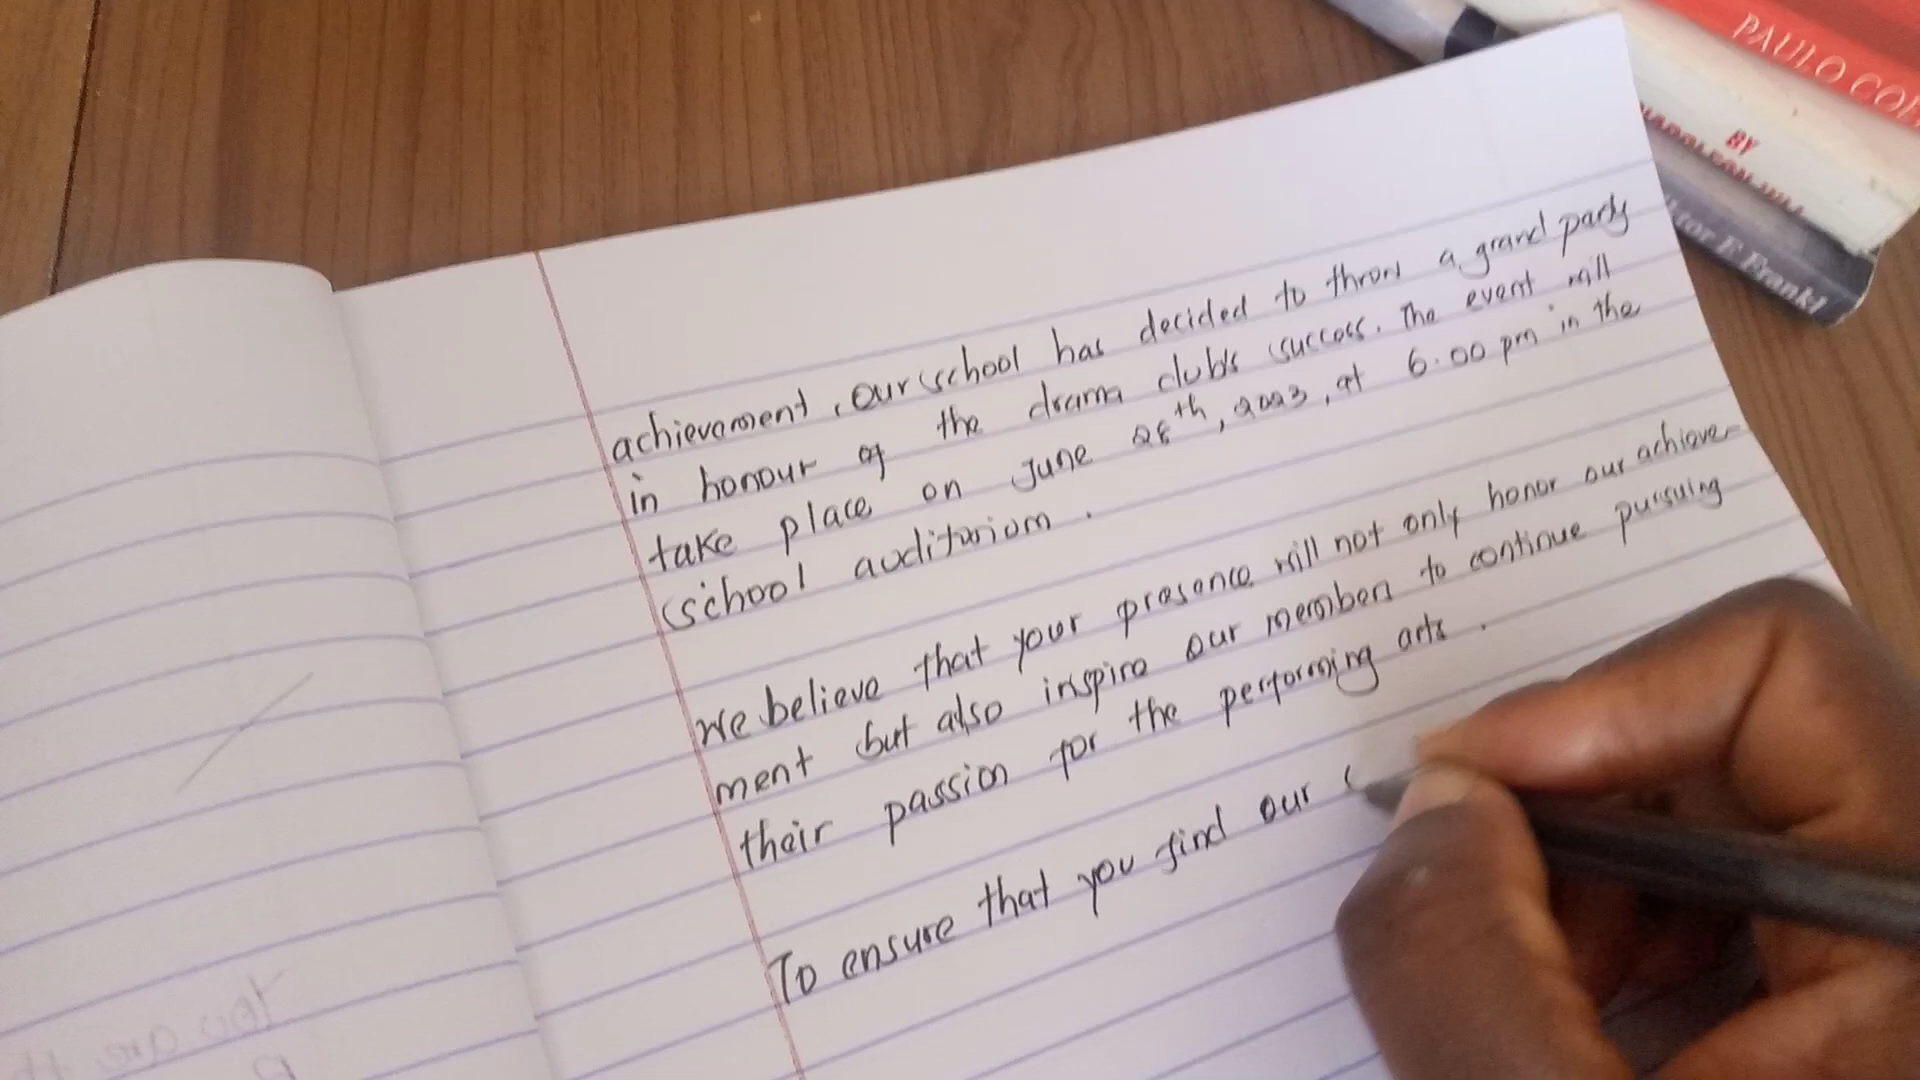 achievement, our school has decided to throw a grand party
in honour of the drama club's success. The event will
take place on June 28th, 2023, at 6.00 pm in the
school auditorium.
We believe that your presence will not only honor our achieve-
ment but also inspire our members to continue pursuing
their passion for the performing arts.
To ensure that you find our
PAULO
BY
Frankl